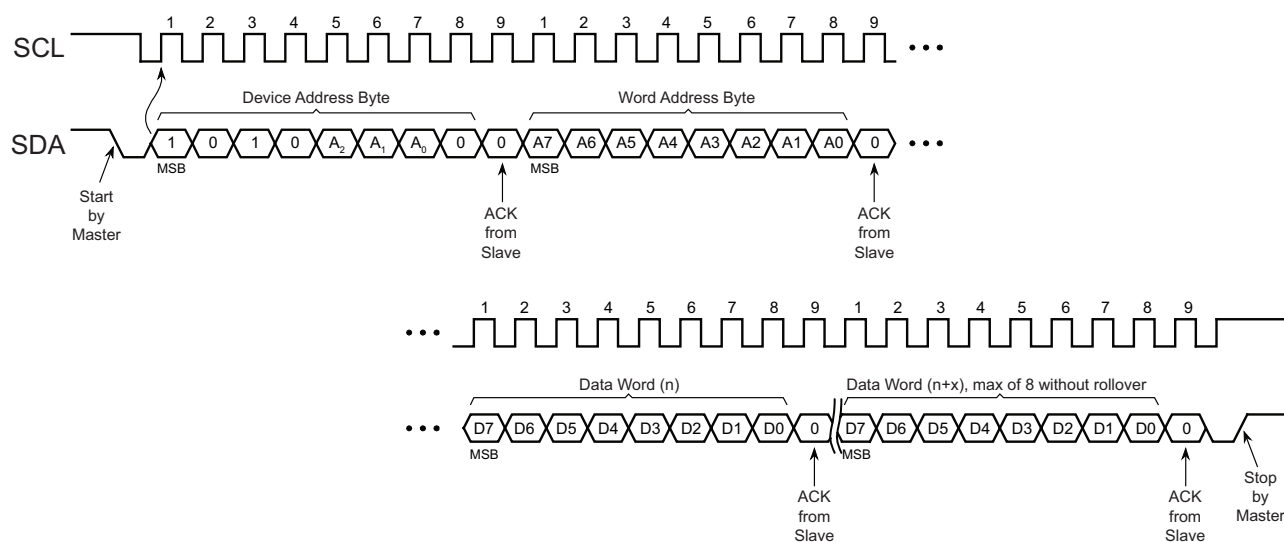 1 2 3 4 5 6 7 8 9 1 2 3 4 5 6 7 8 9
SCL
Device Address Byte Word Address Byte
SDA 1 0 1 0 A2 A1 A0 0 0 A7 A6 A5 A4 A3 A2 A1 A0 0
MSB MSB
Start
by
Master
ACK
from
Slave
ACK
from
Slave
1 2 3 4 5 6 7 8 9 1 2 3 4 5 6 7 8 9
Data Word (n) Data Word (n+x), max of 8 without rollover
D7 D6 D5 D4 D3 D2 D1 D0 0 D7 D6 D5 D4 D3 D2 D1 D0 0
MSB MSB
ACK
from
Slave
ACK
from
Slave
Stop
by
Master